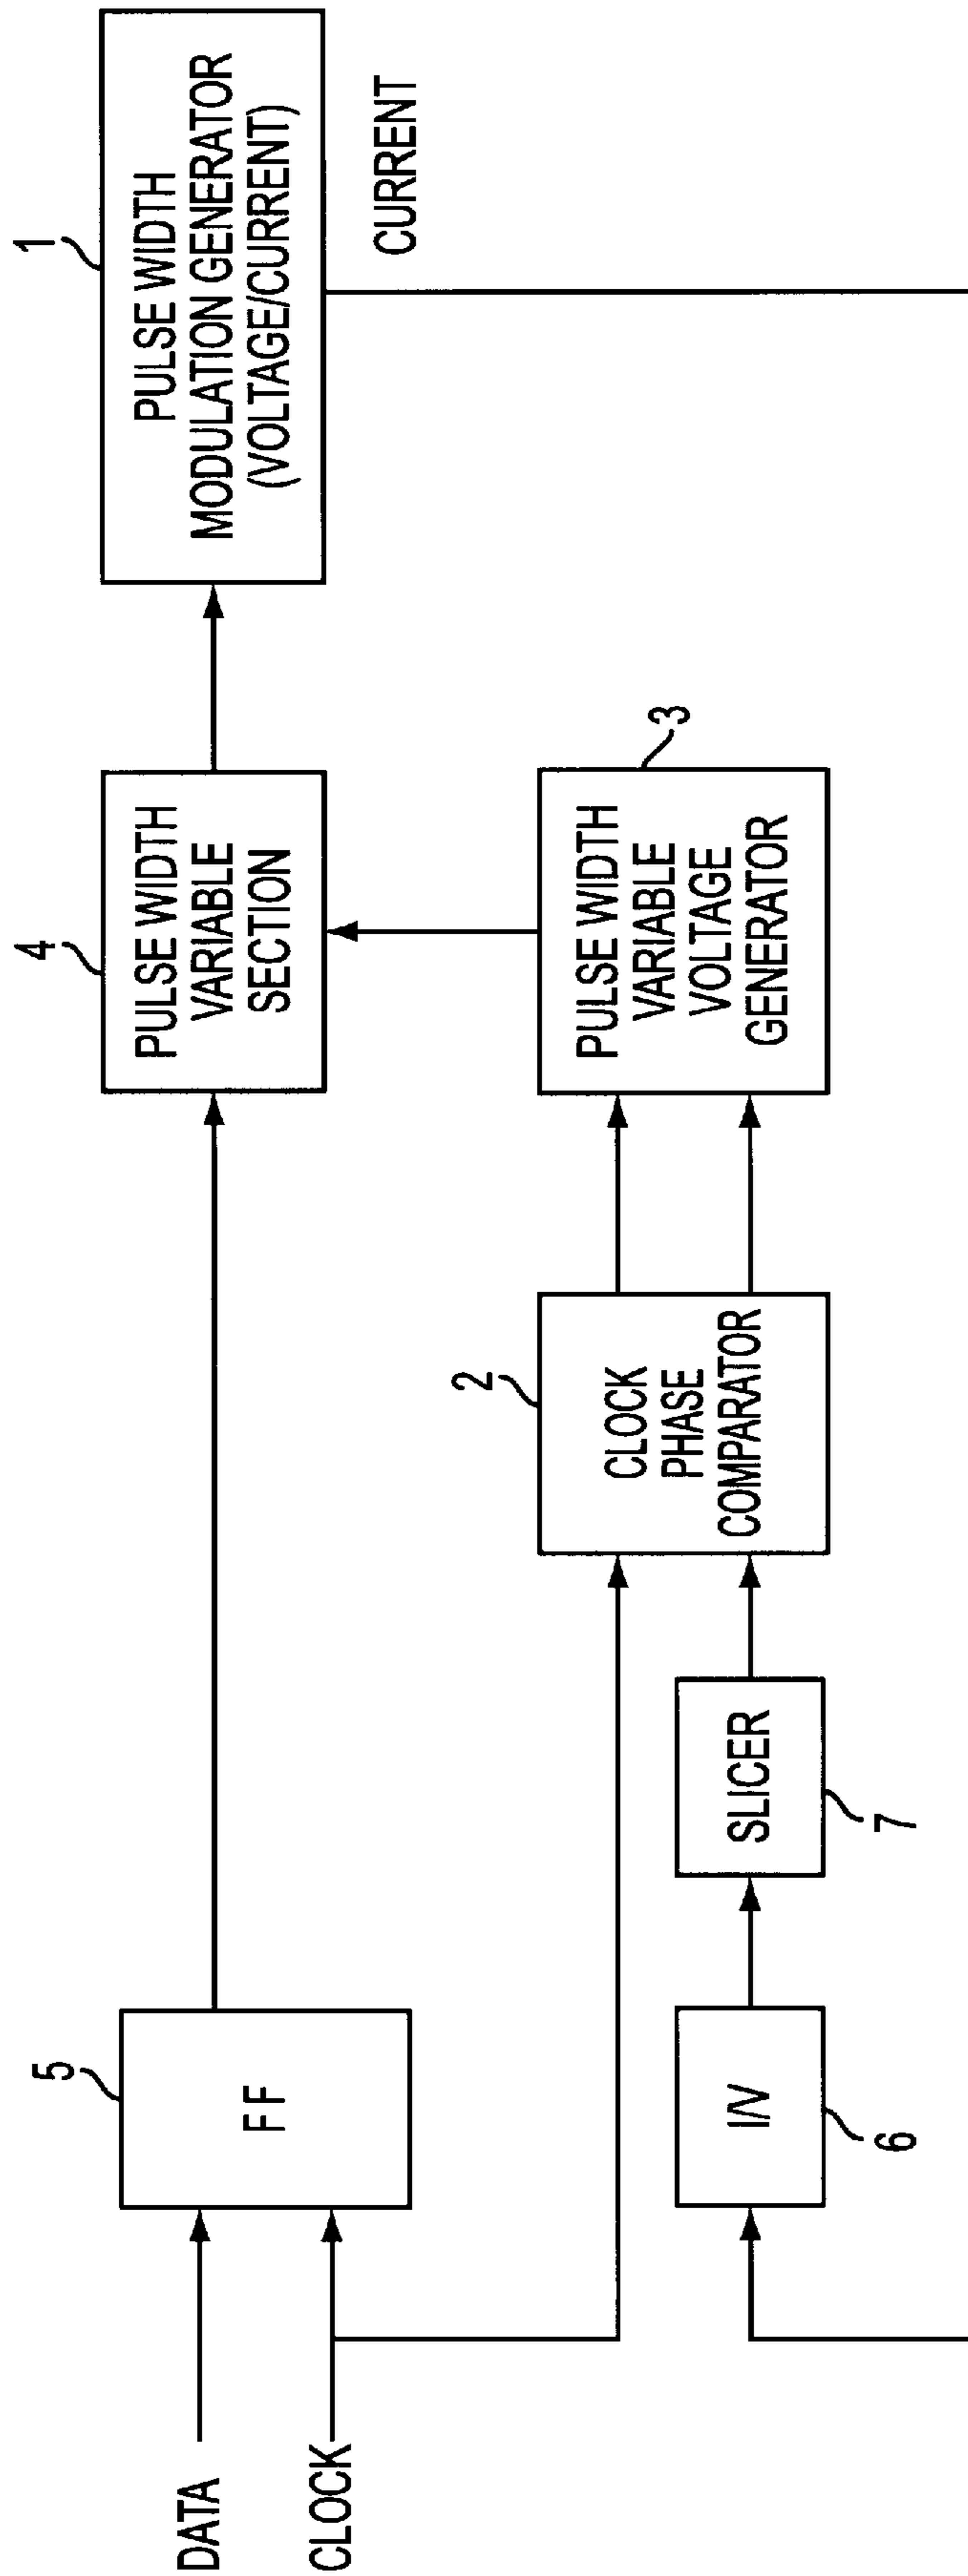 DATA
CLOCK
5
FF
4
PULSE WIDTH
VARIABLE
SECTION
1
PULSE WIDTH
MODULATION GENERATOR
(VOLTAGE/CURRENT)
CURRENT
2
CLOCK
PHASE
COMPARATOR
3
PULSE WIDTH
VARIABLE
VOLTAGE
GENERATOR
I/V
6
SLICER
7